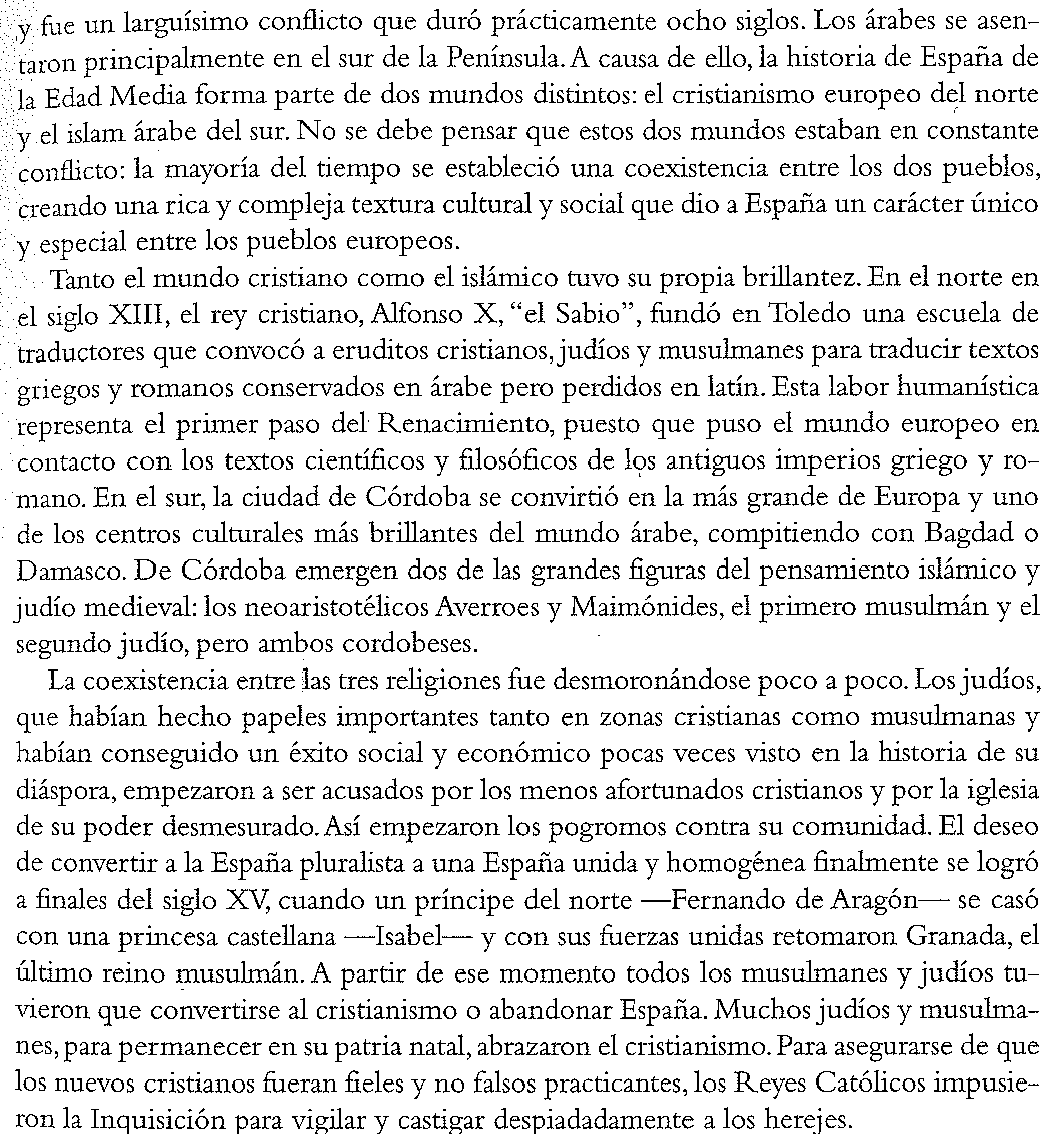 y fue un larguísimo conflicto que duró prácticamente ocho siglos. Los árabes se asen-
taron principalmente en el sur de la Península. A causa de ello, la historia de España de
la Edad Media forma parte de dos mundos distintos: el cristianismo europeo del norte
y el islam árabe del sur. No se debe pensar que estos dos mundos estaban en constante
conflicto: la mayoría del tiempo se estableció una coexistencia entre los dos pueblos,
creando una rica y compleja textura cultural y social que dio a España un carácter único
y especial entre los pueblos europeos.
Tanto el mundo cristiano como el islámico tuvo su propia brillantez. En el norte en
el siglo XIII, el rey cristiano, Alfonso X, “el Sabio”, fundó en Toledo una escuela de
traductores que convocó a eruditos cristianos, judíos y musulmanes para traducir textos
griegos y romanos conservados en árabe pero perdidos en latín. Esta labor humanística
representa el primer paso del Renacimiento, puesto que puso el mundo europeo en
contacto con los textos científicos y filosóficos de los antiguos imperios griego y ro-
mano. En el sur, la ciudad de Córdoba se convirtió en la más grande de Europa y uno
de los centros culturales más brillantes del mundo árabe, compitiendo con Bagdad o
Damasco. De Córdoba emergen dos de las grandes figuras del pensamiento islámico y
judío medieval: los neoaristotélicos Averroes y Maimónides, el primero musulmán y el
segundo judío, pero ambos cordobeses.
La coexistencia entre las tres religiones fue desmoronándose poco a poco. Los judíos,
que habían hecho papeles importantes tanto en zonas cristianas como musulmanas y
habían conseguido un éxito social y económico pocas veces visto en la historia de su
diáspora, empezaron a ser acusados por los menos afortunados cristianos y por la iglesia
de su poder desmesurado. Así empezaron los pogromos contra su comunidad. El deseo
de convertir a la España pluralista a una España unida y homogénea finalmente se logró
a finales del siglo XV, cuando un príncipe del norte —Fernando de Aragón— se casó
con una princesa castellana —Isabel— y con sus fuerzas unidas retomaron Granada, el
último reino musulmán. A partir de ese momento todos los musulmanes y judíos tu-
vieron que convertirse al cristianismo o abandonar España. Muchos judíos y musulma-
nes, para permanecer en su patria natal, abrazaron el cristianismo. Para asegurarse de que
los nuevos cristianos fueran fieles y no falsos practicantes, los Reyes Católicos impusie-
ron la Inquisición para vigilar y castigar despiadadamente a los herejes.